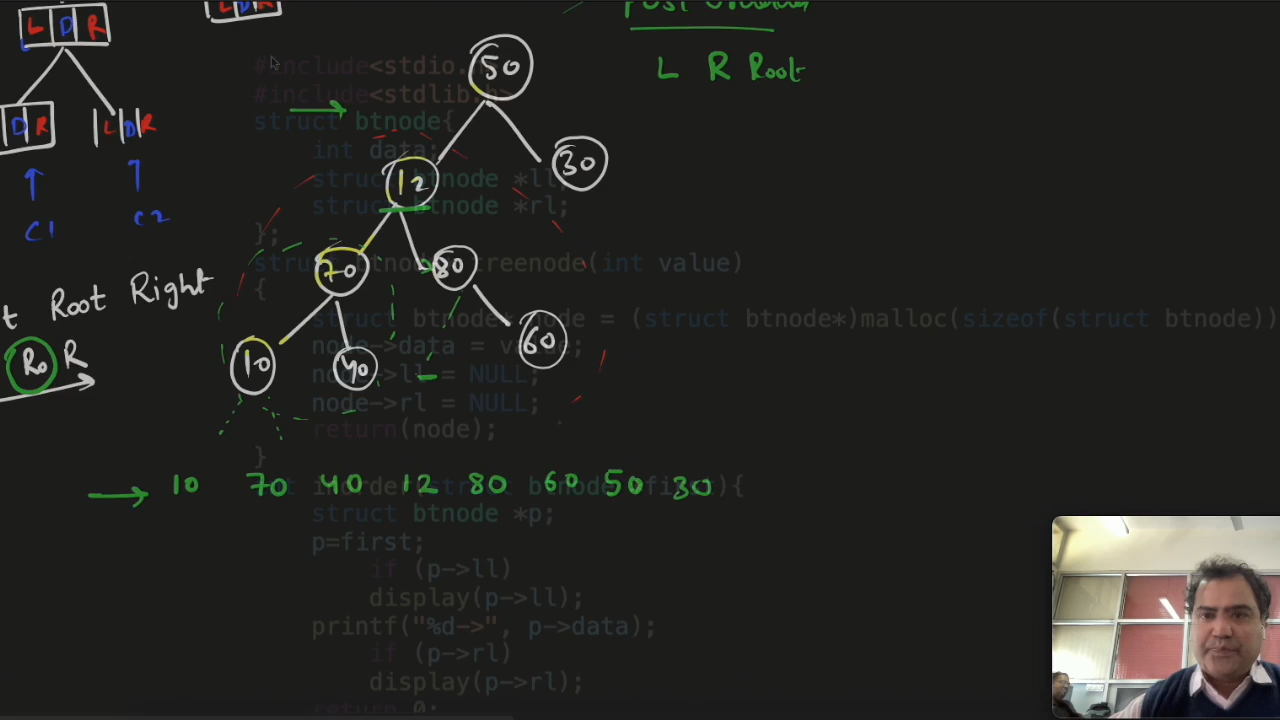 L D R
L D R
Post
L R Root
D R
L D R
C1
C2
Root Right
Ro R
50
12
30
70
80
10
40
60
10 70 40 12 80 60 50 30
#include<stdio.h>
#include<stdlib.h>
struct btnode{
int data;
struct btnode *ll;
struct btnode *rl;
};
treenode(int value)
{
struct btnode* node = (struct btnode*)malloc(sizeof(struct btnode));
node->data = value;
node->ll = NULL;
node->rl = NULL;
return(node);
}
struct btnode *p;
p=first;
if (p->ll)
display(p->ll);
printf("%d->", p->data);
if (p->rl)
display(p->rl);
return 0;